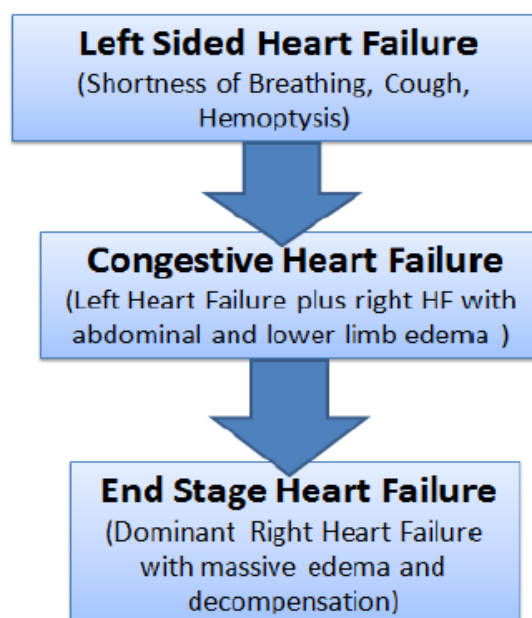 Left Sided Heart Failure
(Shortness of Breathing, Cough,
Hemoptysis)
Congestive Heart Failure
(Left Heart Failure plus right HF with
abdominal and lower limb edema )
End Stage Heart Failure
(Dominant Right Heart Failure
with massive edema and
decompensation)